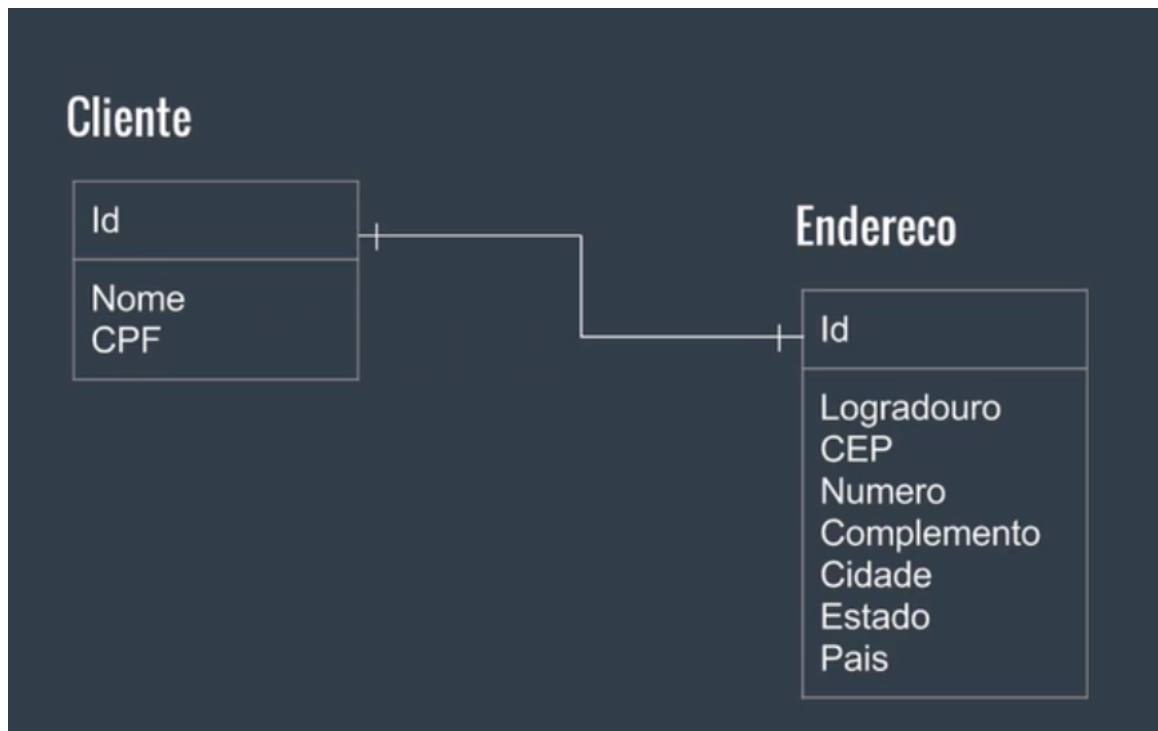 Cliente
Id
Nome
CPF
Endereco
Id
Logradouro
CEP
Numero
Complemento
Cidade
Estado
Pais